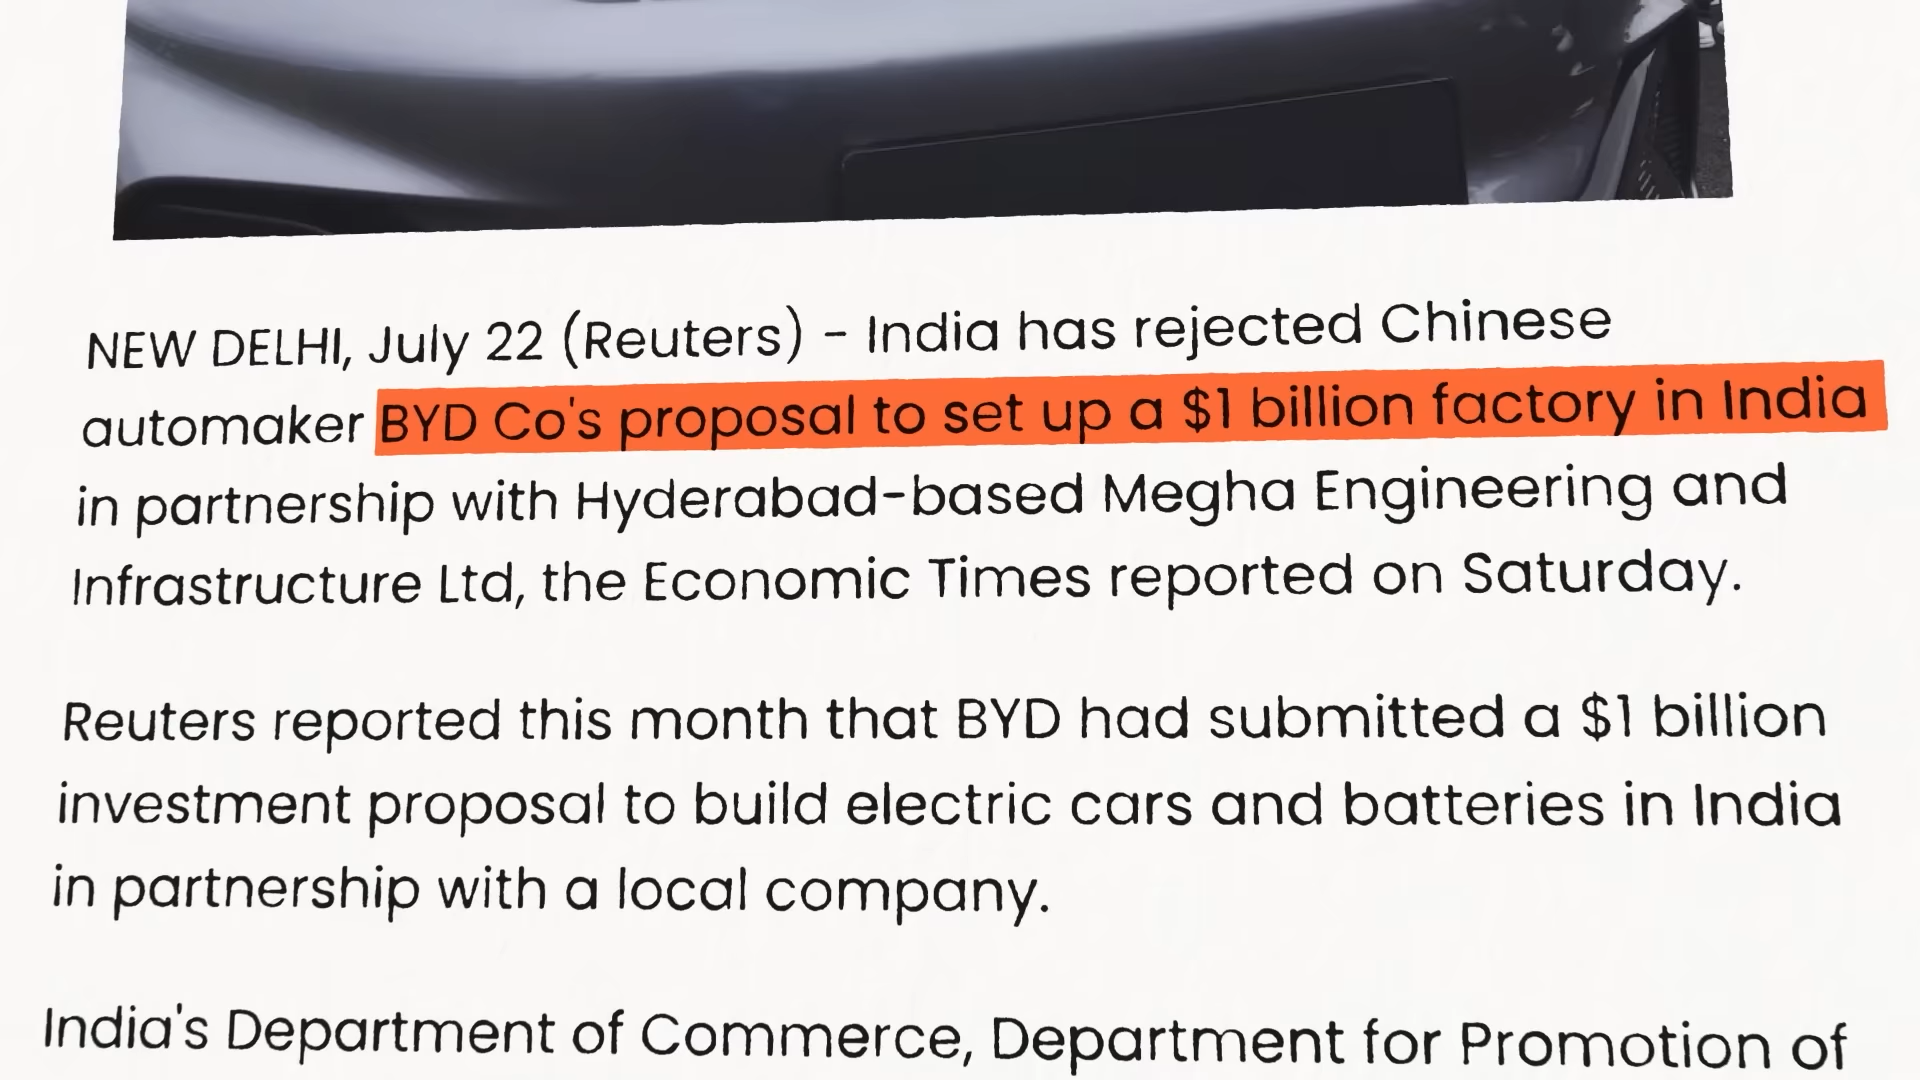 NEW DELHI, July 22 (Reuters) - India has rejected Chinese
automaker BYD Co's proposal to set up a $1 billion factory in India
in partnership with Hyderabad-based Megha Engineering and
Infrastructure Ltd, the Economic Times reported on Saturday.
Reuters reported this month that BYD had submitted a $1 billion
investment proposal to build electric cars and batteries in India
in partnership with a local company.
India's Department of Commerce, Department for Promotion of